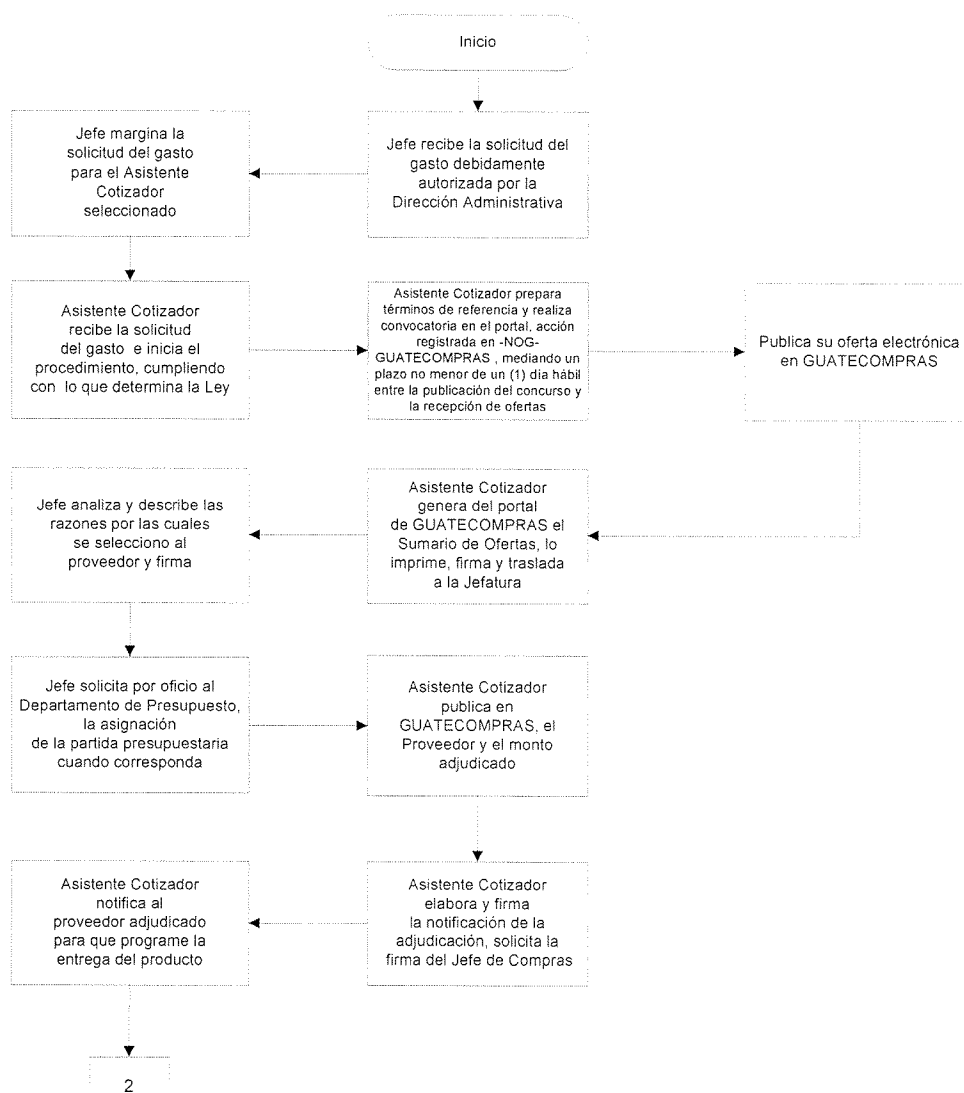 Inicio
Jefe recibe la solicitud del
gasto debidamente
autorizada por la
Dirección Administrativa
Jefe margina la
solicitud del gasto
para el Asistente
Cotizador
seleccionado
Asistente Cotizador
recibe la solicitud
del gasto e inicia el
procedimiento, cumpliendo
con lo que determina la Ley
Asistente Cotizador prepara
términos de referencia y realiza
convocatoria en el portal, acción
registrada en -NOG-
GUATECOMPRAS , mediando un
plazo no menor de un (1) día hábil
entre la publicación del concurso y
la recepción de ofertas
Publica su oferta electrónica
en GUATECOMPRAS
Asistente Cotizador
genera del portal
de GUATECOMPRAS el
Sumario de Ofertas, lo
imprime, firma y traslada
a la Jefatura
Jefe analiza y describe las
razones por las cuales
se selecciono al
proveedor y firma
Jefe solicita por oficio al
Departamento de Presupuesto,
la asignación
de la partida presupuestaria
cuando corresponda
Asistente Cotizador
publica en
GUATECOMPRAS, el
Proveedor y el monto
adjudicado
Asistente Cotizador
elabora y firma
la notificación de la
adjudicación, solicita la
firma del Jefe de Compras
Asistente Cotizador
notifica al
proveedor adjudicado
para que programe la
entrega del producto
2